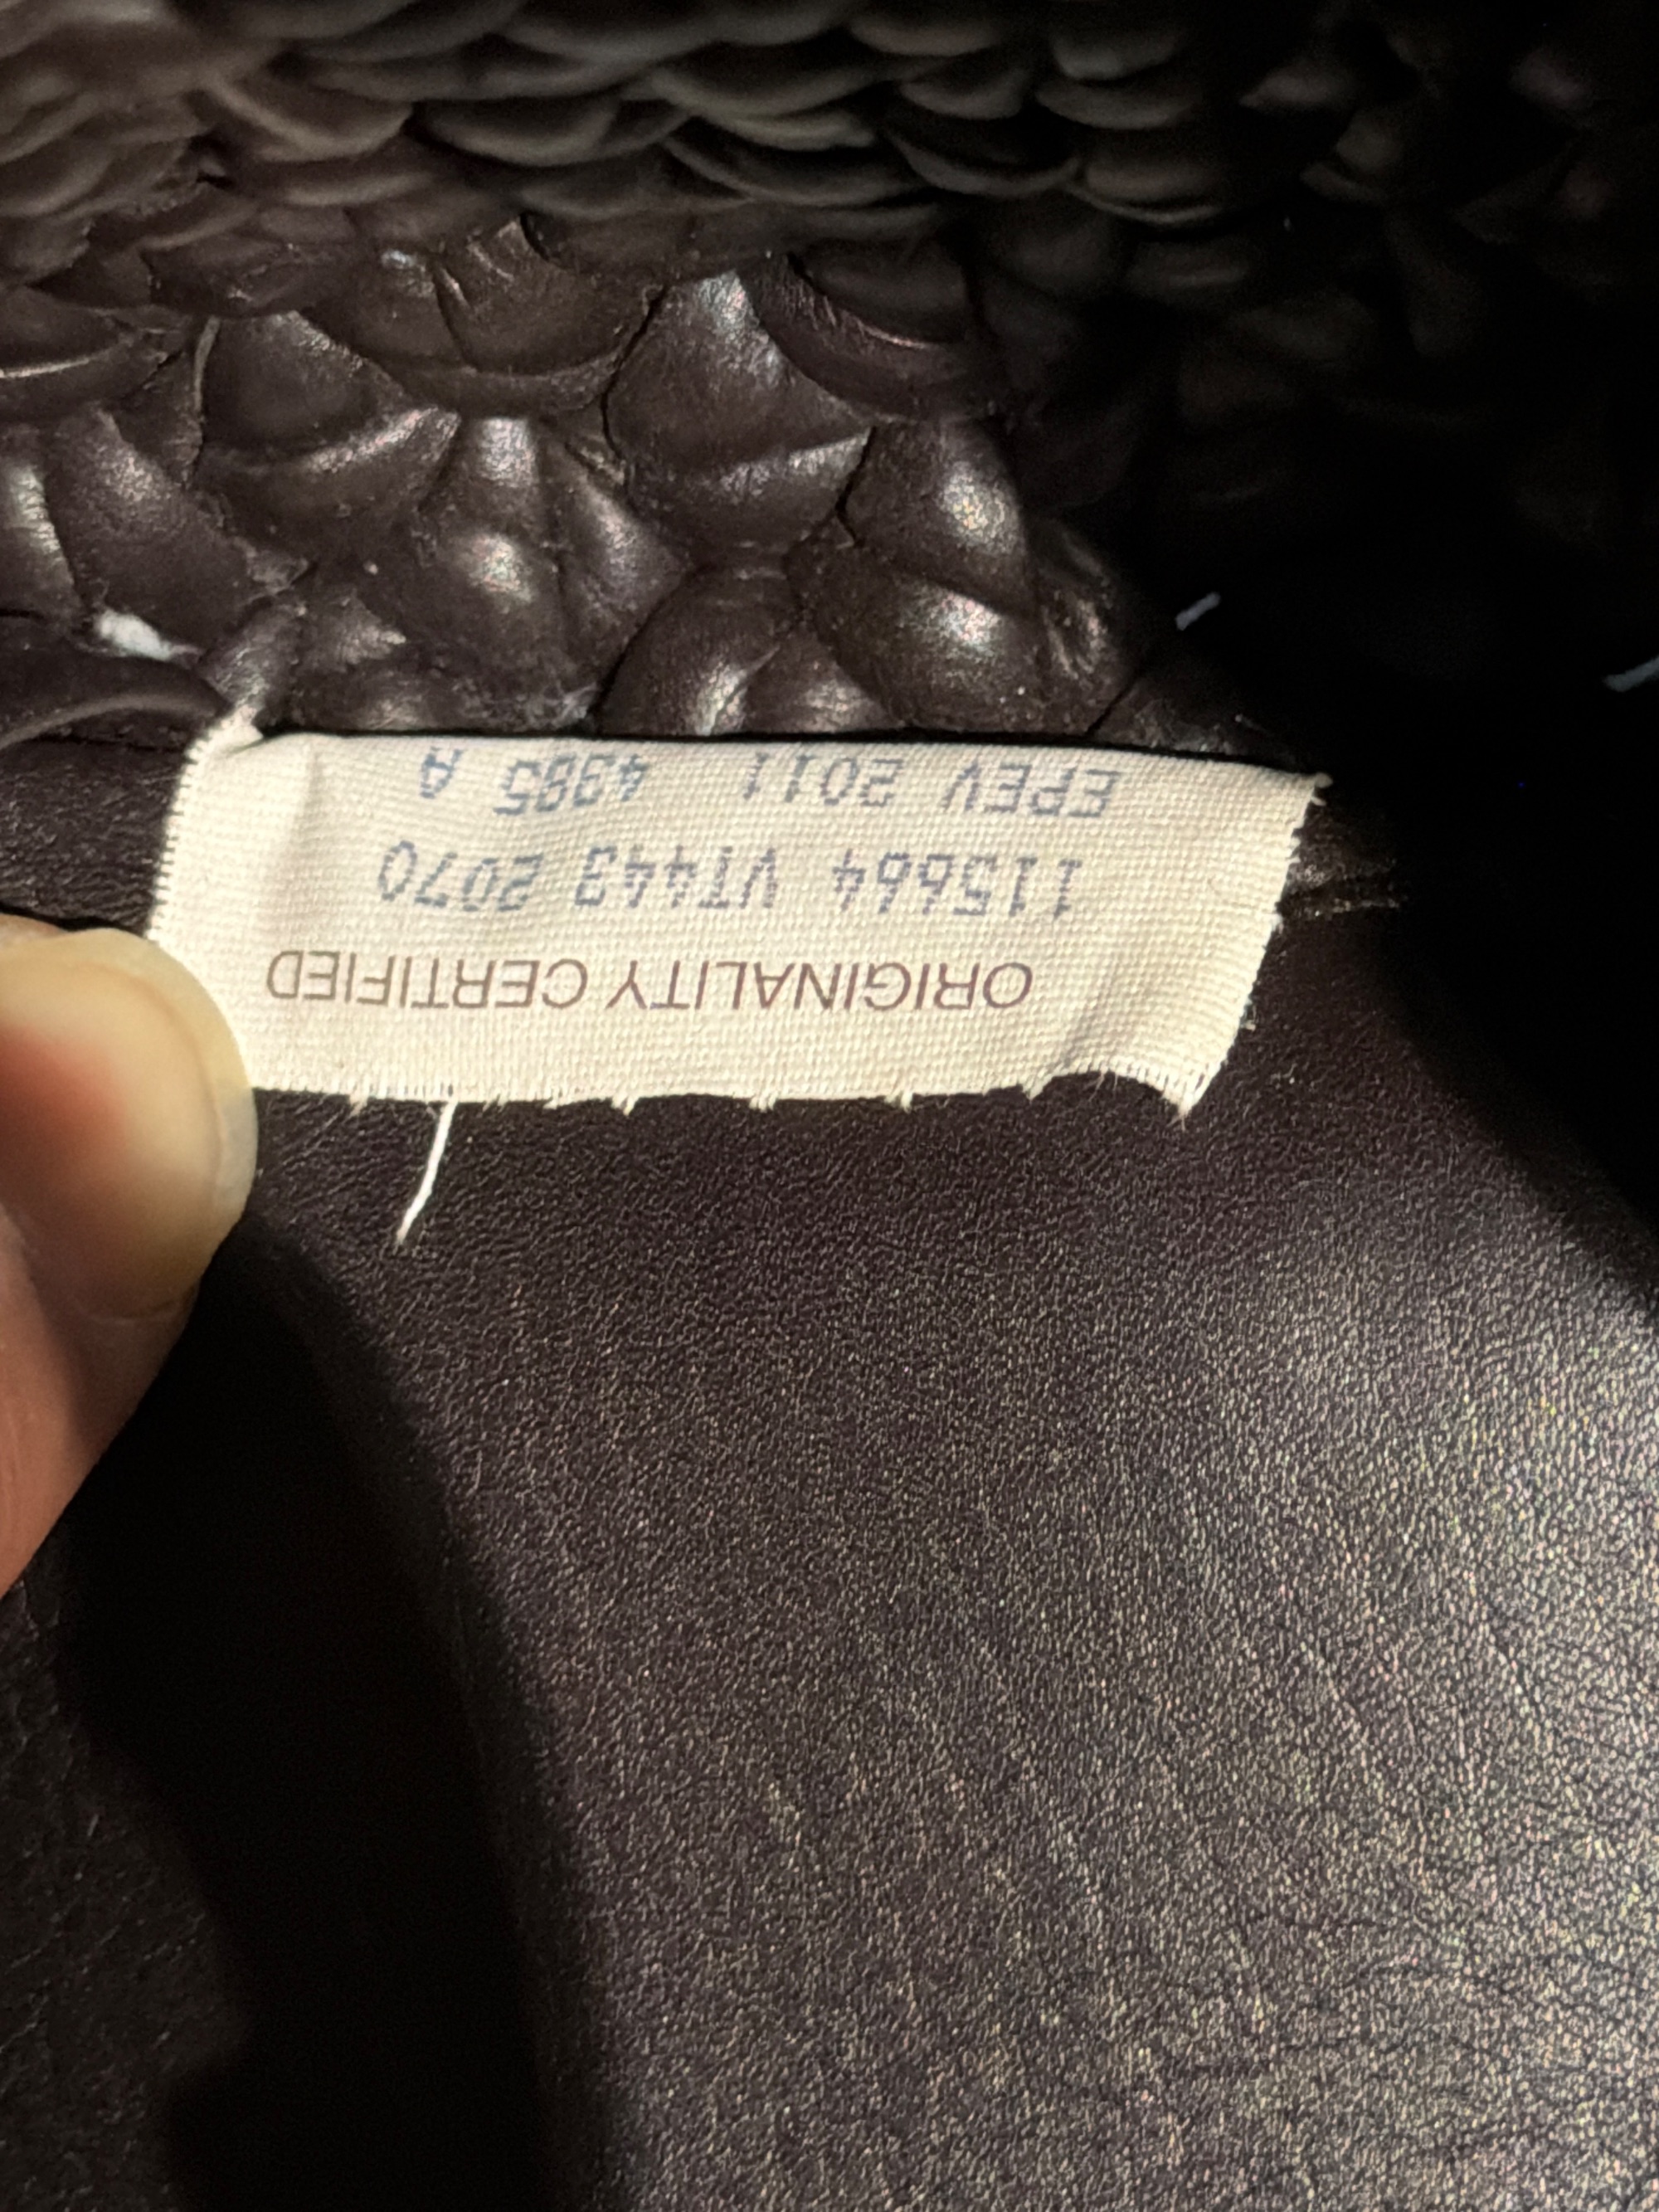 ORIGINALITY CERTIFIED
115664 VT443 2070
EPEV 2011 4385 A